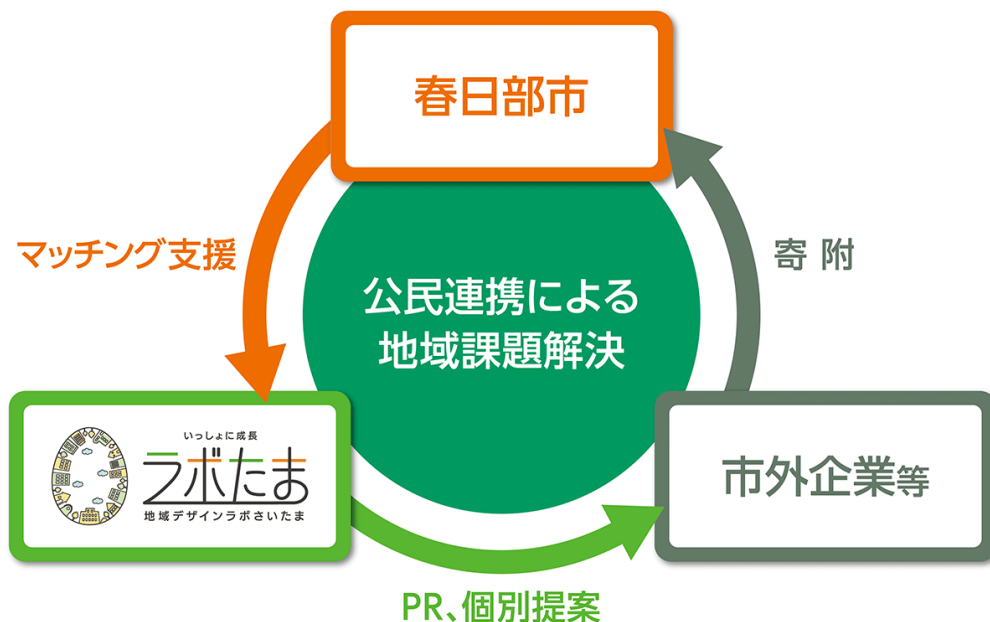 春日部市
マッチング支援
寄附
公民連携による
地域課題解決
いっしょに成長
ラボたま
地域デザインラボさいたま
市外企業等
PR、個別提案